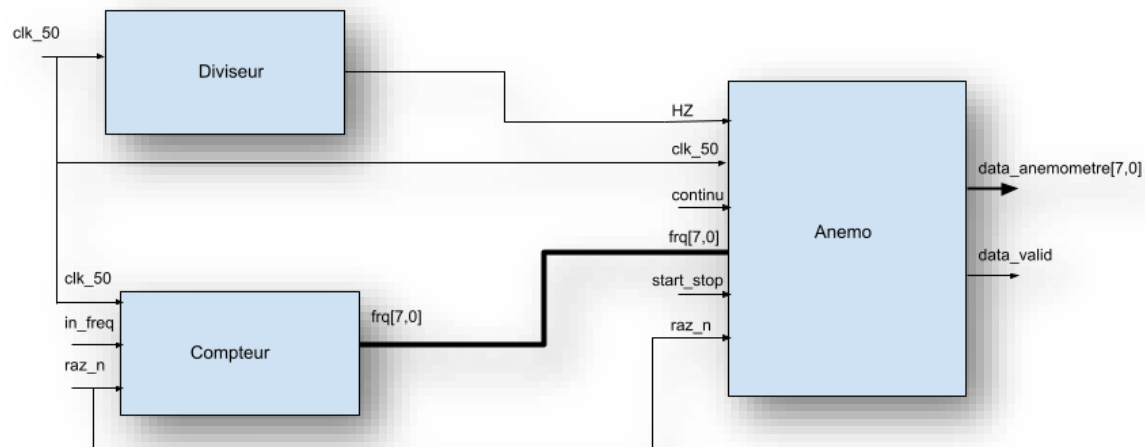 clk_50
Diviseur
HZ
clk_50
continu
frq[7,0]
start_stop
raz_n
Anemo
data_anemometre[7,0]
data_valid
clk_50
in_freq
raz_n
Compteur
frq[7,0]